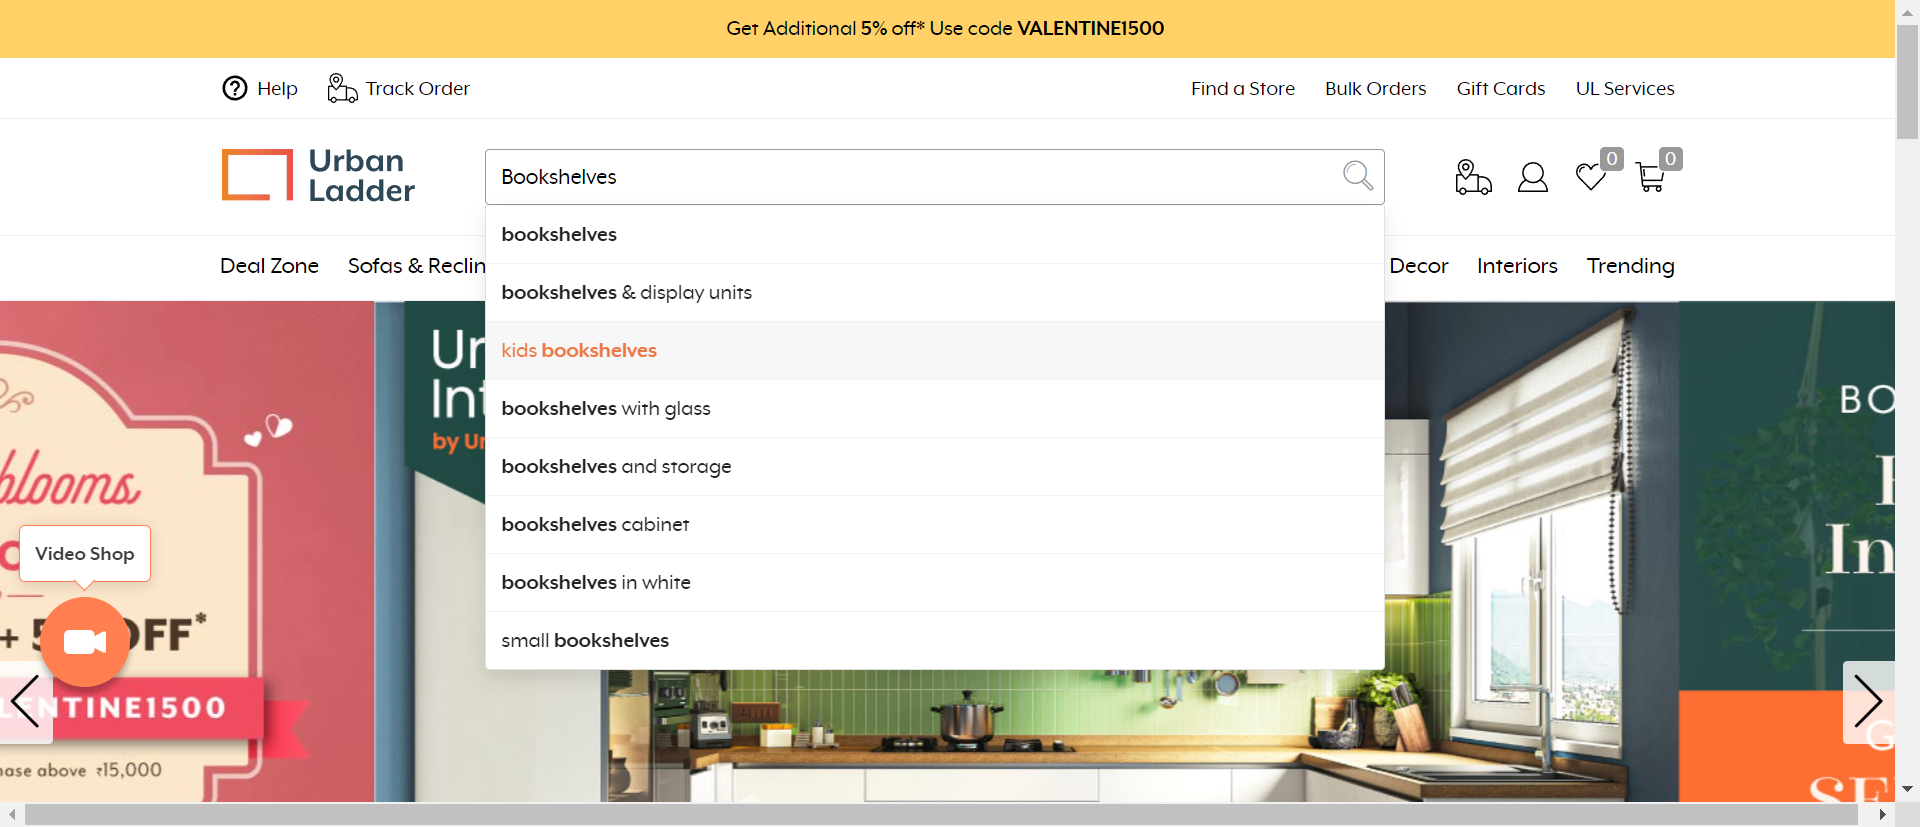 Get Additional 5% off* Use code VALENTINE1500
Help
Track Order
Find a Store
Bulk Orders
Gift Cards
UL Services
Urban
Ladder
Bookshelves
0
0
Deal Zone
Sofas & Reclin
Decor
Interiors
Trending
bookshelves
bookshelves & display units
kids bookshelves
bookshelves with glass
bookshelves and storage
bookshelves cabinet
bookshelves in white
small bookshelves
Ur
Int
by Ur
blooms
Video Shop
+ 5 OFF*
LENTINE1500
hase above ₹15,000
BO
In
G
SE